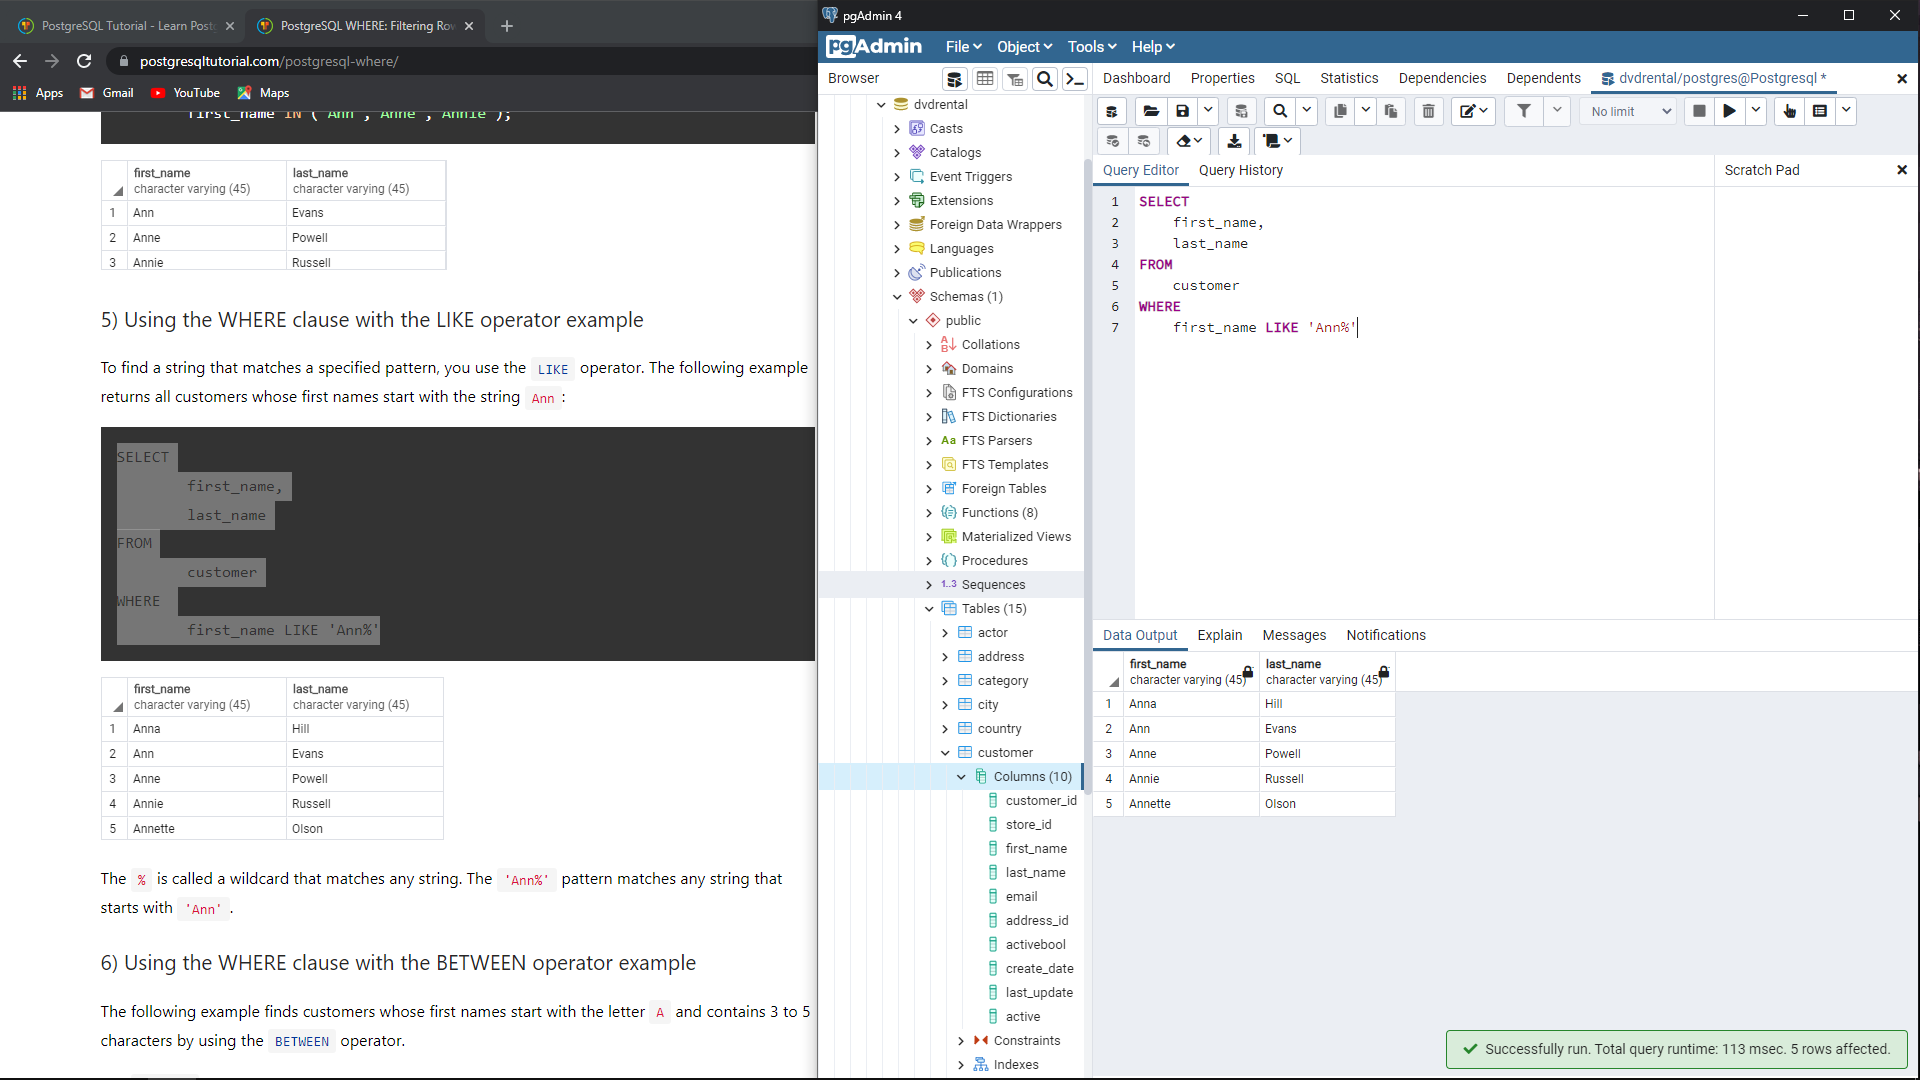 PostgreSQL Tutorial - Learn Post
PostgreSQL WHERE: Filtering Rov
postgresqltutorial.com/postgresql-where/
Apps
Gmail
YouTube
Maps
first_name IN ('Ann','Anne','Annie');
first_name
character varying (45)
last_name
character varying (45)
1 Ann Evans
2 Anne Powell
3 Annie Russell
5) Using the WHERE clause with the LIKE operator example
To find a string that matches a specified pattern, you use the LIKE operator. The following example
returns all customers whose first names start with the string Ann :
SELECT
first_name,
last_name
FROM
customer
WHERE
first_name LIKE 'Ann%'
first_name
character varying (45)
last_name
character varying (45)
1 Anna Hill
2 Ann Evans
3 Anne Powell
4 Annie Russell
5 Annette Olson
The % is called a wildcard that matches any string. The 'Ann%' pattern matches any string that
starts with 'Ann' .
6) Using the WHERE clause with the BETWEEN operator example
The following example finds customers whose first names start with the letter A and contains 3 to 5
characters by using the BETWEEN operator.
pgAdmin 4
pgAdmin
File
Object
Tools
Help
Browser
dvdrental
Casts
Catalogs
Event Triggers
Extensions
Foreign Data Wrappers
Languages
Publications
Schemas (1)
public
Collations
Domains
FTS Configurations
FTS Dictionaries
Aa FTS Parsers
FTS Templates
Foreign Tables
Functions (8)
Materialized Views
Procedures
1..3 Sequences
Tables (15)
actor
address
category
city
country
customer
Columns (10)
customer_id
store_id
first_name
last_name
email
address_id
activebool
create_date
last_update
active
Constraints
Indexes
Dashboard
Properties
SQL
Statistics
Dependencies
Dependents
dvdrental/postgres@Postgresql *
No limit
Query Editor
Query History
Scratch Pad
1 SELECT
2 first_name,
3 last_name
4 FROM
5 customer
6 WHERE
7 first_name LIKE 'Ann%'
Data Output
Explain
Messages
Notifications
first_name
character varying (45)
last_name
character varying (45)
1 Anna Hill
2 Ann Evans
3 Anne Powell
4 Annie Russell
5 Annette Olson
Successfully run. Total query runtime: 113 msec. 5 rows affected.